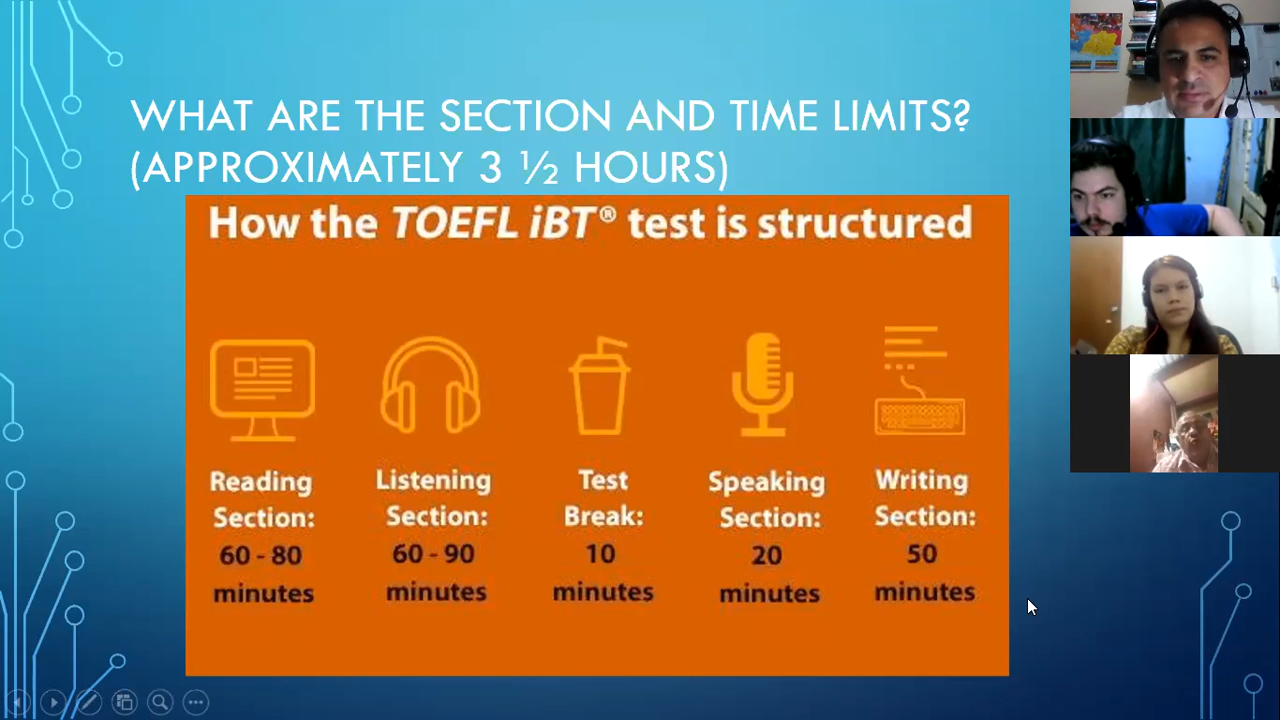 WHAT ARE THE SECTION AND TIME LIMITS?
(APPROXIMATELY 3 ½ HOURS)
How the TOEFL iBT® test is structured
Reading Section:
60 - 80 minutes
Listening Section:
60 - 90 minutes
Test Break:
10 minutes
Speaking Section:
20 minutes
Writing Section:
50 minutes